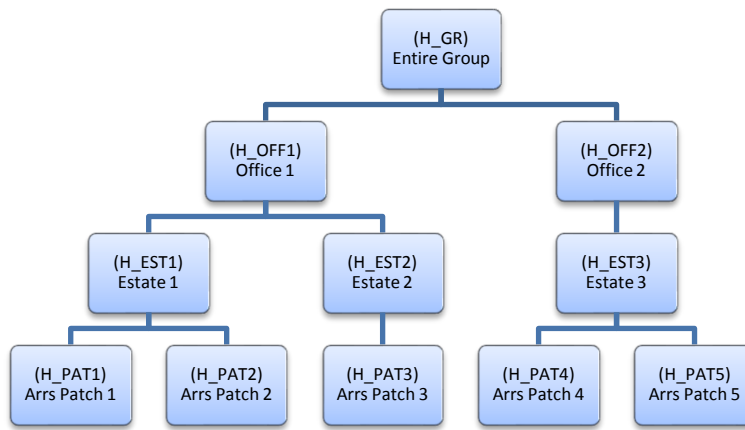 (H_GR)
Entire Group
(H_OFF1)
Office 1
(H_OFF2)
Office 2
(H_EST1)
Estate 1
(H_EST2)
Estate 2
(H_EST3)
Estate 3
(H_PAT1)
Arrs Patch 1
(H_PAT2)
Arrs Patch 2
(H_PAT3)
Arrs Patch 3
(H_PAT4)
Arrs Patch 4
(H_PAT5)
Arrs Patch 5